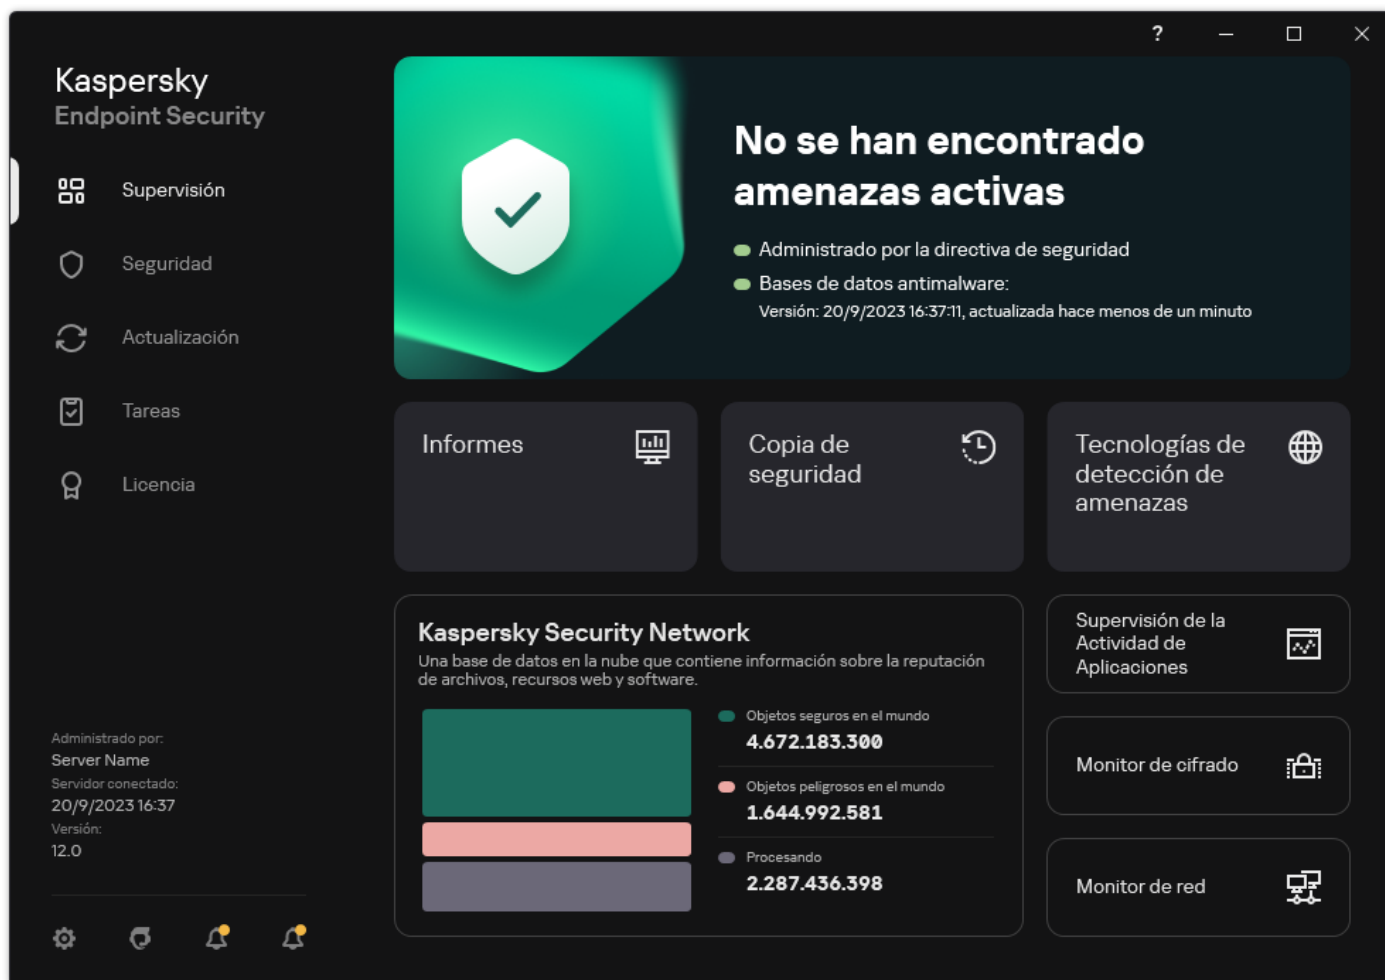 ?
Kaspersky
Endpoint Security
Supervisión
Seguridad
Actualización
Tareas
Licencia
Administrado por:
Server Name
Servidor conectado:
20/9/2023 16:37
Versión:
12.0
No se han encontrado
amenazas activas
Administrado por la directiva de seguridad
Bases de datos antimalware:
Versión: 20/9/2023 16:37:11, actualizada hace menos de un minuto
Informes
Copia de
seguridad
Tecnologías de
detección de
amenazas
Kaspersky Security Network
Una base de datos en la nube que contiene información sobre la reputación
de archivos, recursos web y software.
Objetos seguros en el mundo
4.672.183.300
Objetos peligrosos en el mundo
1.644.992.581
Procesando
2.287.436.398
Supervisión de la
Actividad de
Aplicaciones
Monitor de cifrado
Monitor de red